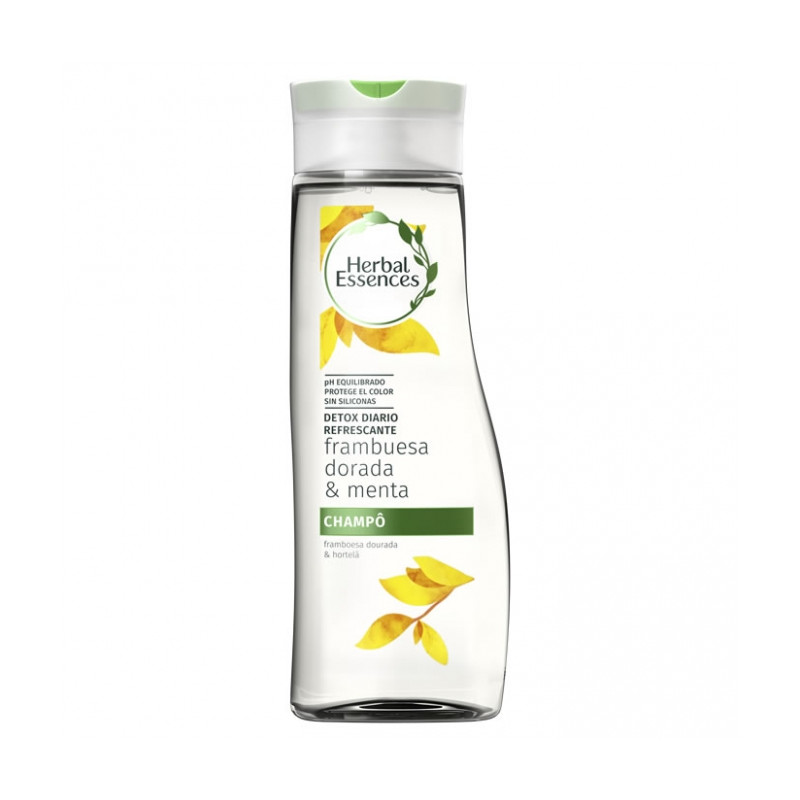 Herbal
Essences
pH EQUILIBRADO
PROTEGE EL COLOR
SIN SILICONAS
DETOX DIARIO
REFRESCANTE
frambuesa
dorada
& menta
CHAMPÔ
framboesa dourada
& hortelã